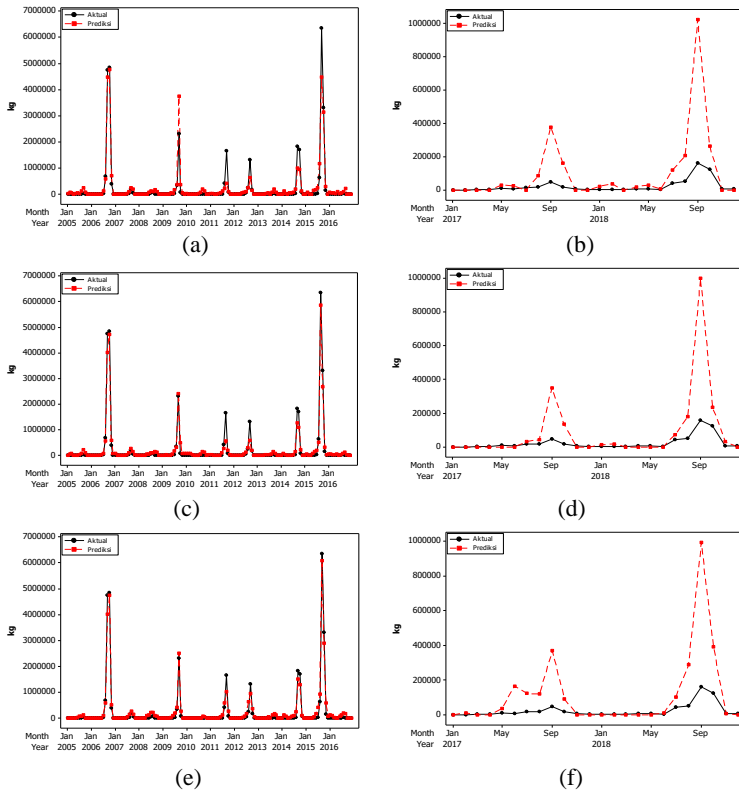 Aktual
Prediksi
7000000
6000000
5000000
4000000
3000000
2000000
1000000
0
kg
Month Jan Jan Jan Jan Jan Jan Jan Jan Jan Jan Jan Jan
Year 2005 2006 2007 2008 2009 2010 2011 2012 2013 2014 2015 2016
(a)
Aktual
Prediksi
1000000
800000
600000
400000
200000
0
kg
Month Jan May Sep Jan May Sep
Year 2017 2018
(b)
Aktual
Prediksi
7000000
6000000
5000000
4000000
3000000
2000000
1000000
0
kg
Month Jan Jan Jan Jan Jan Jan Jan Jan Jan Jan Jan Jan
Year 2005 2006 2007 2008 2009 2010 2011 2012 2013 2014 2015 2016
(c)
Aktual
Prediksi
1000000
800000
600000
400000
200000
0
kg
Month Jan May Sep Jan May Sep
Year 2017 2018
(d)
Aktual
Prediksi
7000000
6000000
5000000
4000000
3000000
2000000
1000000
0
kg
Month Jan Jan Jan Jan Jan Jan Jan Jan Jan Jan Jan Jan
Year 2005 2006 2007 2008 2009 2010 2011 2012 2013 2014 2015 2016
(e)
Aktual
Prediksi
1000000
800000
600000
400000
200000
0
kg
Month Jan May Sep Jan May Sep
Year 2017 2018
(f)